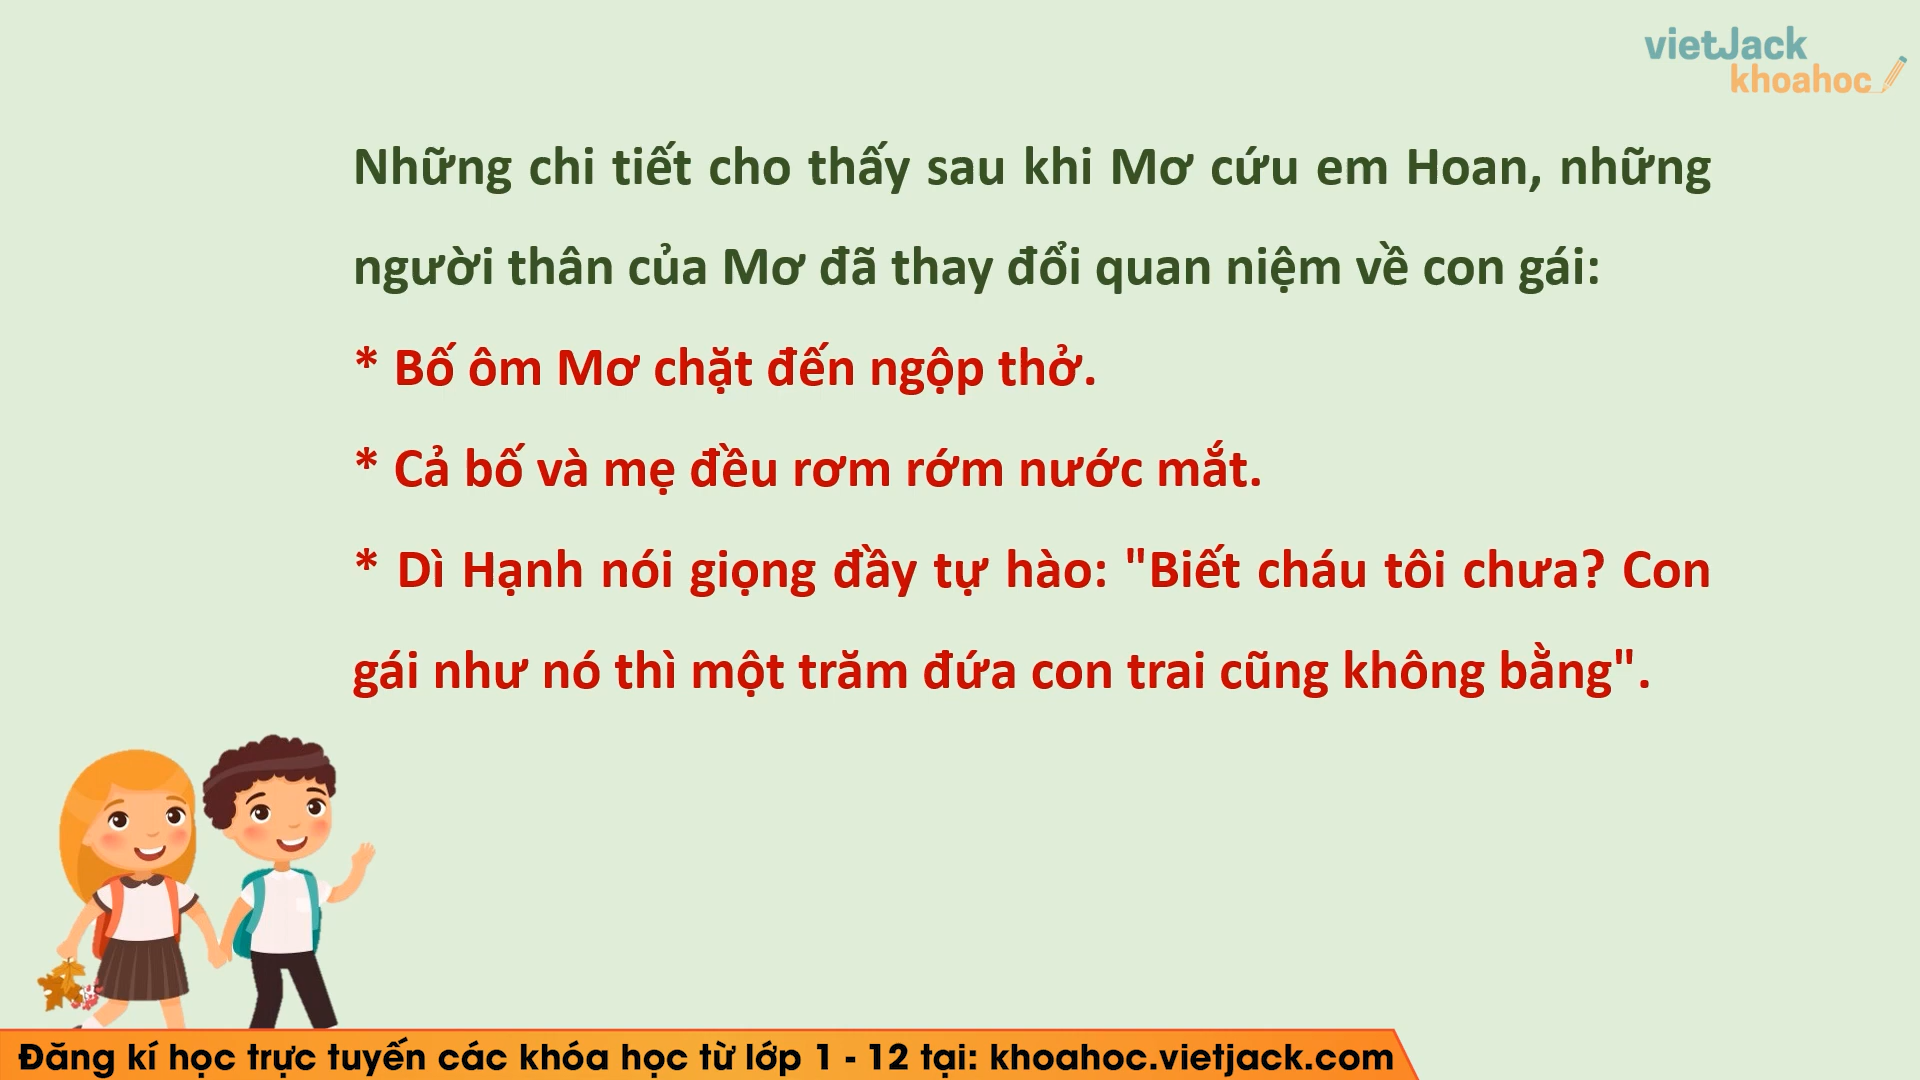 vietJack
khoahoc
Những chi tiết cho thấy sau khi Mơ cứu em Hoan, những
người thân của Mơ đã thay đổi quan niệm về con gái:
* Bố ôm Mơ chặt đến ngộp thở.
* Cả bố và mẹ đều rơm rớm nước mắt.
* Dì Hạnh nói giọng đầy tự hào: "Biết cháu tôi chưa? Con
gái như nó thì một trăm đứa con trai cũng không bằng".
Đăng kí học trực tuyến các khóa học từ lớp 1 - 12 tại: khoahoc.vietjack.com